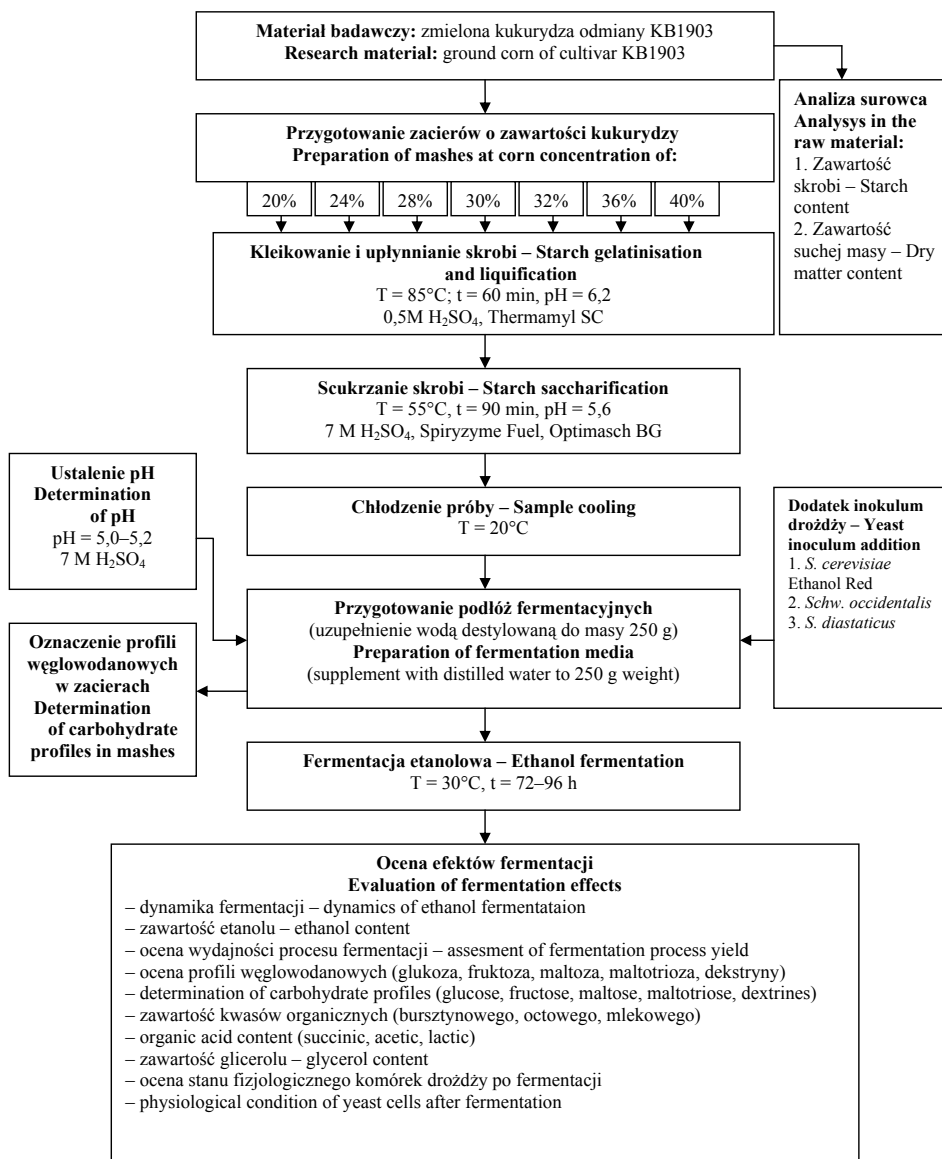 Materiał badawczy: zmielona kukurydza odmiany KB1903
Research material: ground corn of cultivar KB1903
Analiza surowca
Analysys in the
raw material:
1. Zawartość
skrobi – Starch
content
2. Zawartość
suchej masy – Dry
matter content
Przygotowanie zacierów o zawartości kukurydzy
Preparation of mashes at corn concentration of:
20% 24% 28% 30% 32% 36% 40%
Kleikowanie i upłynnianie skrobi – Starch gelatinisation
and liquification
T = 85°C; t = 60 min, pH = 6,2
0,5M H₂SO₄, Thermamyl SC
Scukrzanie skrobi – Starch saccharification
T = 55°C, t = 90 min, pH = 5,6
7 M H₂SO₄, Spiryzyme Fuel, Optimasch BG
Ustalenie pH
Determination
of pH
pH = 5,0–5,2
7 M H₂SO₄
Chłodzenie próby – Sample cooling
T = 20°C
Dodatek inokulum
drożdży – Yeast
inoculum addition
1. S. cerevisiae
Ethanol Red
2. Schw. occidentalis
3. S. diastaticus
Przygotowanie podłóż fermentacyjnych
(uzupełnienie wodą destylowaną do masy 250 g)
Preparation of fermentation media
(supplement with distilled water to 250 g weight)
Oznaczenie profili
węglowodanowych
w zacierach
Determination
of carbohydrate
profiles in mashes
Fermentacja etanolowa – Ethanol fermentation
T = 30°C, t = 72–96 h
Ocena efektów fermentacji
Evaluation of fermentation effects
– dynamika fermentacji – dynamics of ethanol fermentataion
– zawartość etanolu – ethanol content
– ocena wydajności procesu fermentacji – assesment of fermentation process yield
– ocena profili węglowodanowych (glukoza, fruktoza, maltoza, maltotrioza, dekstryny)
– determination of carbohydrate profiles (glucose, fructose, maltose, maltotriose, dextrines)
– zawartość kwasów organicznych (bursztynowego, octowego, mlekowego)
– organic acid content (succinic, acetic, lactic)
– zawartość glicerolu – glycerol content
– ocena stanu fizjologicznego komórek drożdży po fermentacji
– physiological condition of yeast cells after fermentation